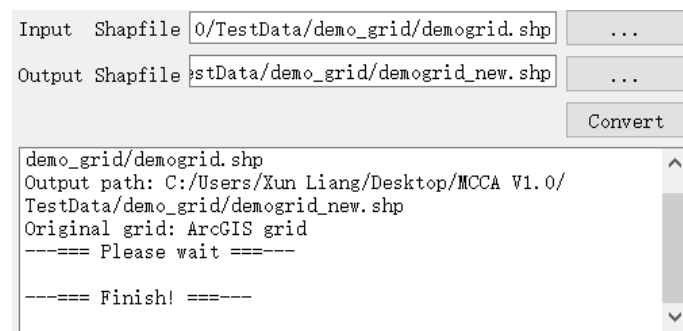 Input Shapfile 0/TestData/demo_grid/demogrid.shp ...
Output Shapfile estData/demo_grid/demogrid_new.shp ...
Convert
demo_grid/demogrid.shp
Output path: C:/Users/Xun Liang/Desktop/MCCA V1.0/
TestData/demo_grid/demogrid_new.shp
Original grid: ArcGIS grid
---=== Please wait ===---
---=== Finish! ===---